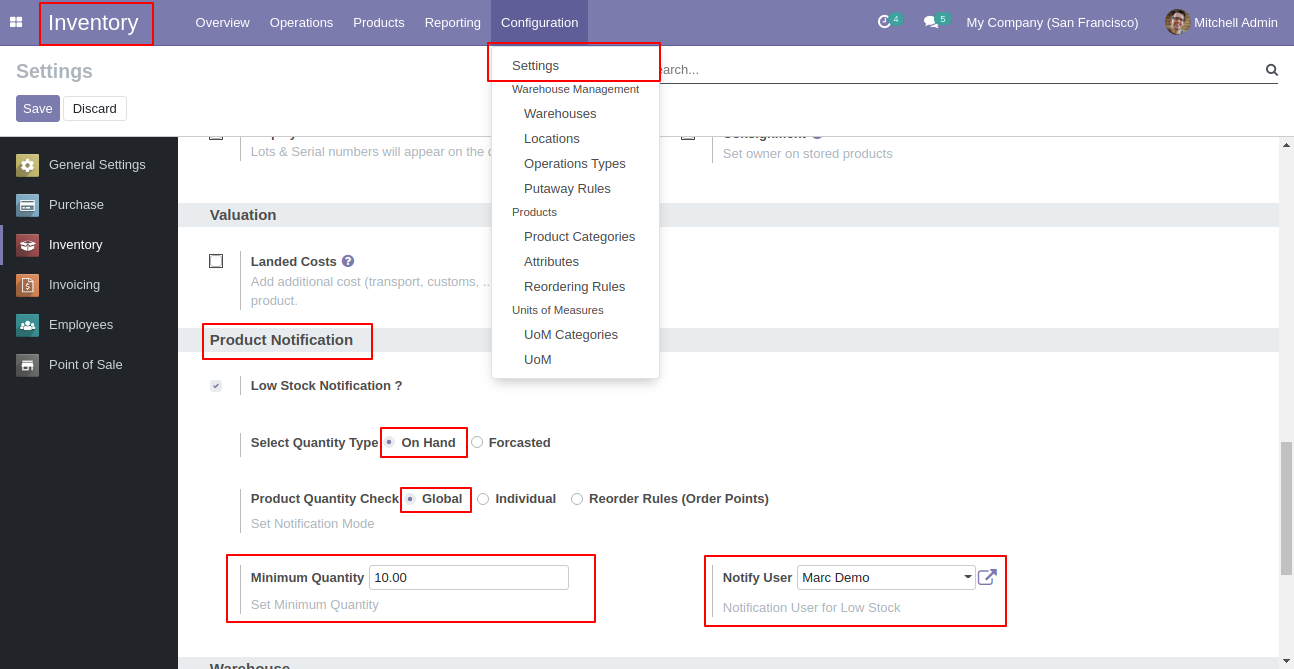 Inventory
Overview
Operations
Products
Reporting
Configuration
4
5
My Company (San Francisco)
Mitchell Admin
Settings
Save
Discard
earch...
Settings
Warehouse Management
Warehouses
Locations
Operations Types
Putaway Rules
Products
Product Categories
Attributes
Reordering Rules
Units of Measures
UoM Categories
UoM
General Settings
Purchase
Inventory
Invoicing
Employees
Point of Sale
Lots & Serial numbers will appear on the
Consignment
Set owner on stored products
Valuation
Landed Costs ?
Add additional cost (transport, customs, ...
product.
Product Notification
Low Stock Notification ?
Select Quantity Type On Hand Forcasted
Product Quantity Check Global Individual Reorder Rules (Order Points)
Set Notification Mode
Minimum Quantity 10.00
Set Minimum Quantity
Notify User Marc Demo
Notification User for Low Stock
Warehouse